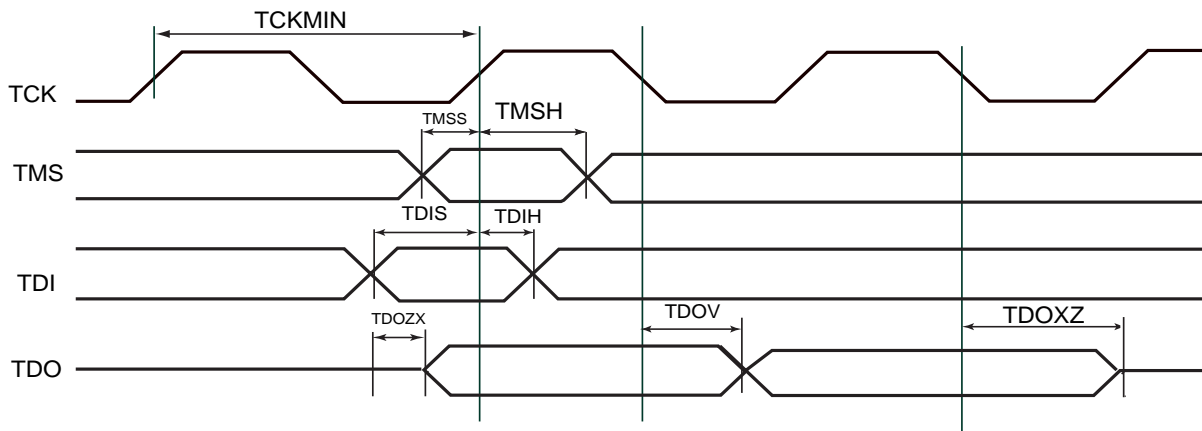 TCKMIN
TCK
TMSS
TMSH
TMS
TDIS
TDIH
TDI
TDOZX
TDOV
TDOXZ
TDO